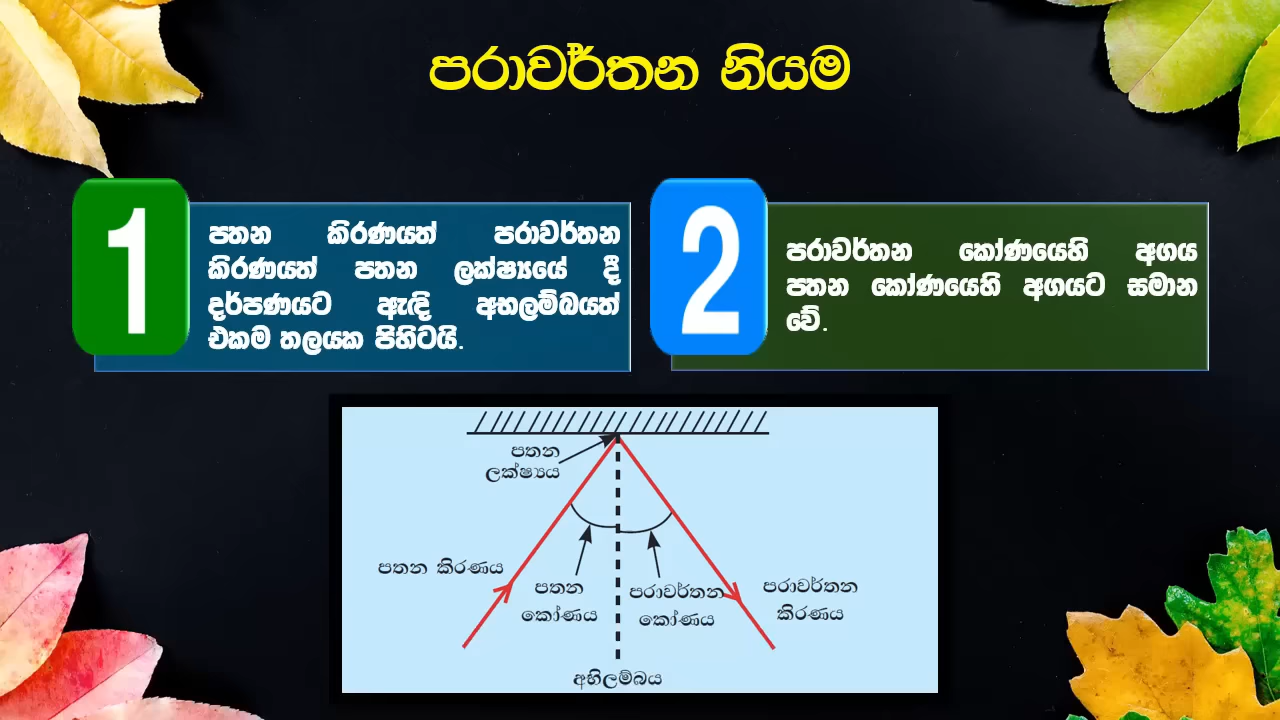 පරාවර්තන නියම
1
පතන කිරණයත් පරාවර්තන
කිරණයත් පතන ලක්ෂ්‍යයේ දී
දර්පණයට ඇඳි අභලම්බයත්
එකම තලයක පිහිටයි.
2
පරාවර්තන කෝණයෙහි අගය
පතන කෝණයෙහි අගයට සමාන
වේ.
පතන
ලක්ෂ්‍යය
පතන කිරණය
පතන
කෝණය
පරාවර්තන
කෝණය
පරාවර්තන
කිරණය
අභිලම්බය